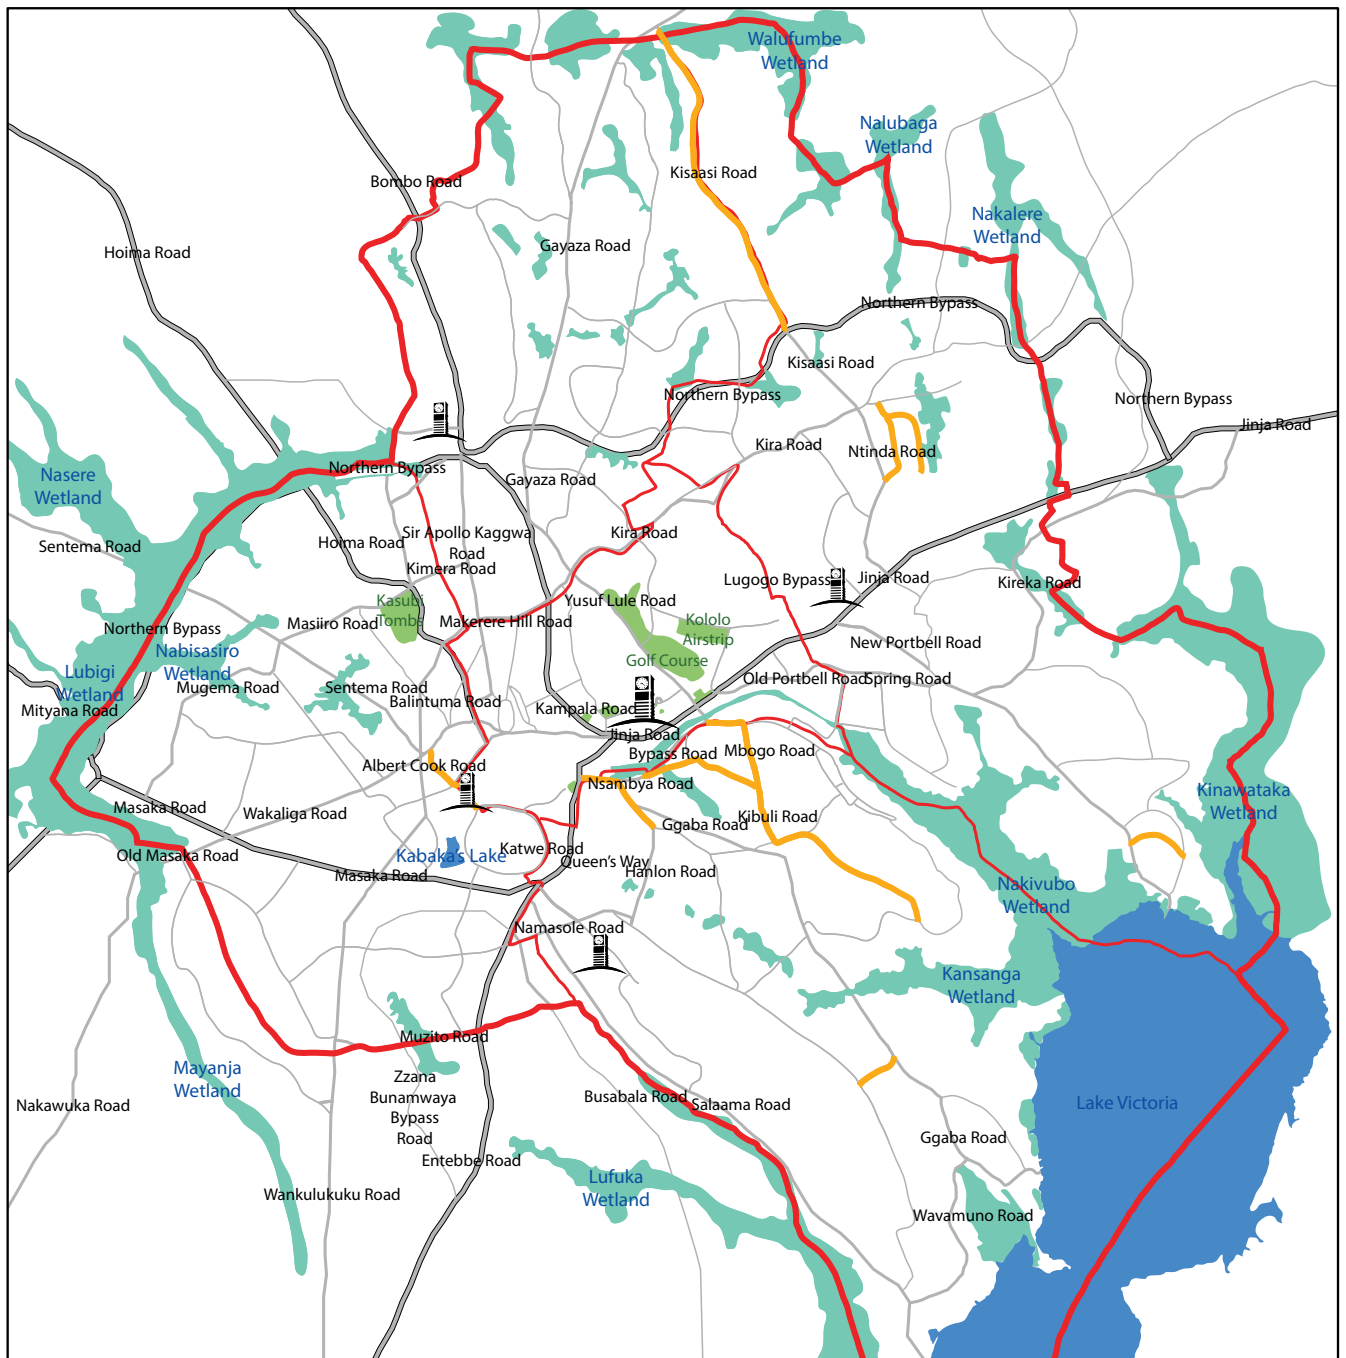 Walufumbe
Wetland
Nalubaga
Wetland
Kisaasi Road
Bombo Road
Nakalere
Wetland
Gayaza Road
Hoima Road
Northern Bypass
Kisaasi Road
Northern Bypass
Northern Bypass
Jinja Road
Kira Road
Ntinda Road
Northern Bypass
Nasere
Wetland
Gayaza Road
Sentema Road
Hoima Road
Sir Apollo Kaggwa
Road
Kira Road
Kimera Road
Lugogo Bypass
Jinja Road
Kireka Road
Kasubi
Tombs
Yusuf Lule Road
Masiiro Road
Makerere Hill Road
Kololo
Airstrip
Northern Bypass
Nabisasiro
Wetland
New Portbell Road
Golf Course
Lubigi
Wetland
Mugema Road
Sentema Road
Balintuma Road
Old Portbell Road
Spring Road
Mityana Road
Kampala Road
Jinja Road
Bypass Road
Mbogo Road
Albert Cook Road
Nsambya Road
Kinawataka
Wetland
Masaka Road
Wakaliga Road
Ggaba Road
Kibuli Road
Old Masaka Road
Kabaka's Lake
Katwe Road
Queen's Way
Hanlon Road
Masaka Road
Nakivubo
Wetland
Namasole Road
Kansanga
Wetland
Muzito Road
Mayanja
Wetland
Zzana
Bunamwaya
Bypass
Road
Nakawuka Road
Busabala Road
Salaama Road
Lake Victoria
Ggaba Road
Entebbe Road
Lufuka
Wetland
Wankulukuku Road
Wavamuno Road